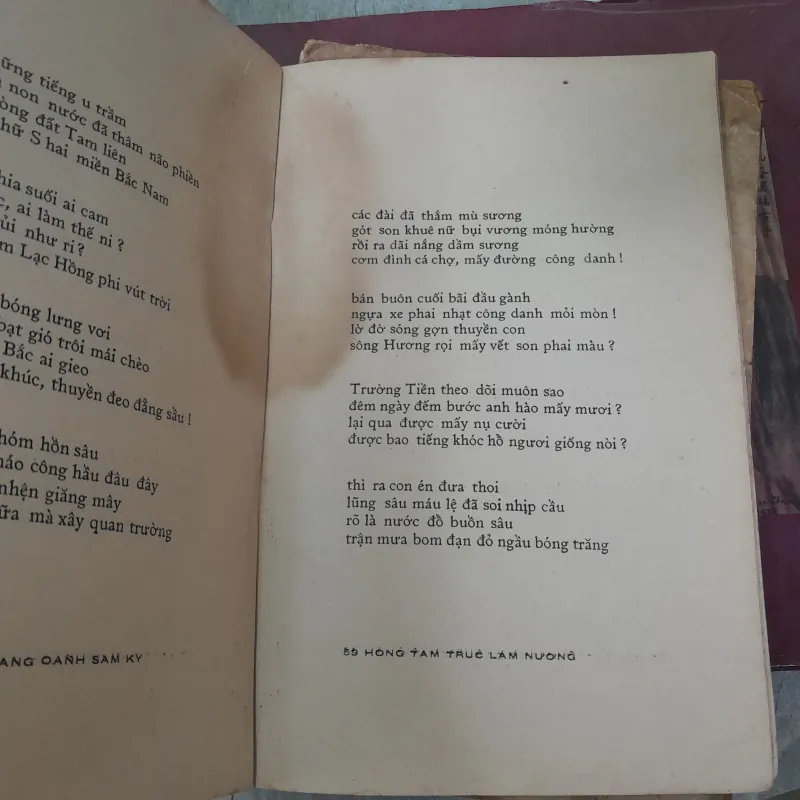 ững tiếng u trầm
non nước đã thâm não phiền
òng đất Tam liên
hữ S hai miền Bắc Nam
hia suối ai cam
c, ai làm thế ni ?
ủi như ri ?
m Lạc Hồng phi vút trời
bóng lưng vơi
bạt gió trôi mái chèo
Bắc ai gieo
khúc, thuyền đeo đẳng sầu !
hóm hồn sâu
háo công hầu đâu đây
nhện giăng mây
ữa mà xây quan trường
ANG OANH SAM KY
các đài đã thắm mù sương
gót son khuê nữ bụi vương móng hường
rồi ra dãi nắng dầm sương
cơm đình cá chợ, mấy đường công danh !
bán buôn cuối bãi đầu gành
ngựa xe phai nhạt công danh mỏi mòn !
lờ đờ sóng gợn thuyền con
sông Hương rọi mấy vết son phai màu ?
Trường Tiền theo dõi muôn sao
đêm ngày đếm bước anh hào mấy mươi ?
lại qua được mấy nụ cười
được bao tiếng khóc hồ ngươi giống nòi ?
thì ra con én đưa thoi
lũng sâu máu lệ đã soi nhịp cầu
rõ là nước đồ buồn sâu
trận mưa bom đạn đỏ ngầu bóng trăng
59 HỒNG TÂM TRÚC LÂM NƯƠNG